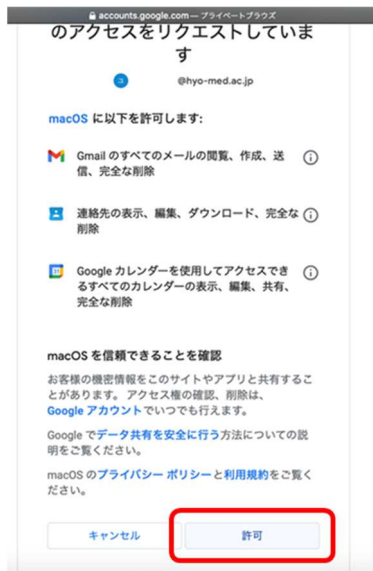 accounts.google.com — プライベートブラウズ
のアクセスをリクエストしていま
す
@hyo-med.ac.jp
macOS に以下を許可します:
Gmail のすべてのメールの閲覧、作成、送
信、完全な削除
連絡先の表示、編集、ダウンロード、完全な
削除
Google カレンダーを使用してアクセスでき
るすべてのカレンダーの表示、編集、共有、
完全な削除
macOS を信頼できることを確認
お客様の機密情報をこのサイトやアプリと共有するこ
とがあります。 アクセス権の確認、削除は、
Google アカウントでいつでも行えます。
Google でデータ共有を安全に行う方法についての説
明をご覧ください。
macOS のプライバシー ポリシーと利用規約をご覧く
ださい。
キャンセル
許可